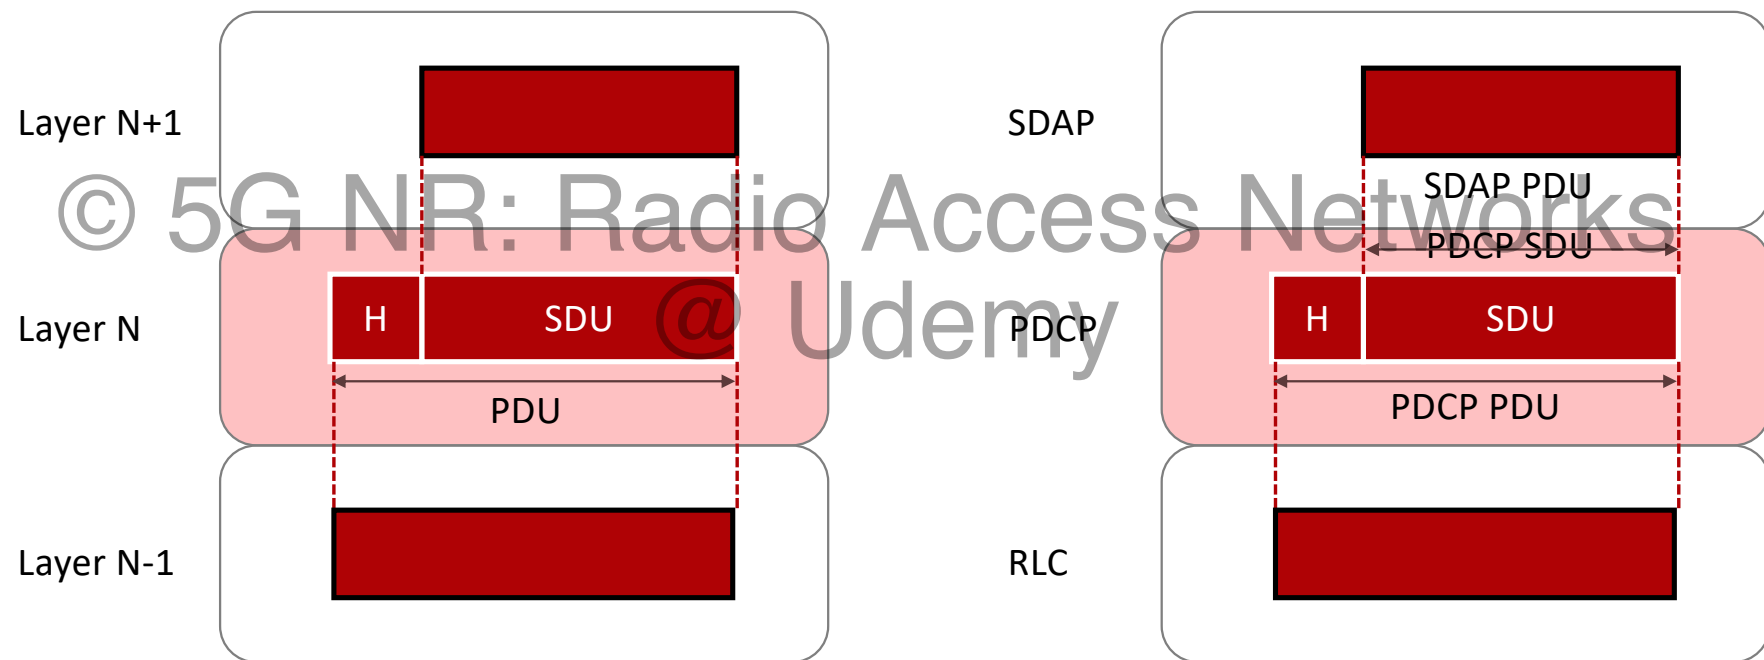 Layer N+1
SDAP
SDAP PDU
© 5G NR: Radio Access Networks
PDCP SDU
@ Udemy
Layer N
H
SDU
PDCP
H
SDU
PDU
PDCP PDU
Layer N-1
RLC